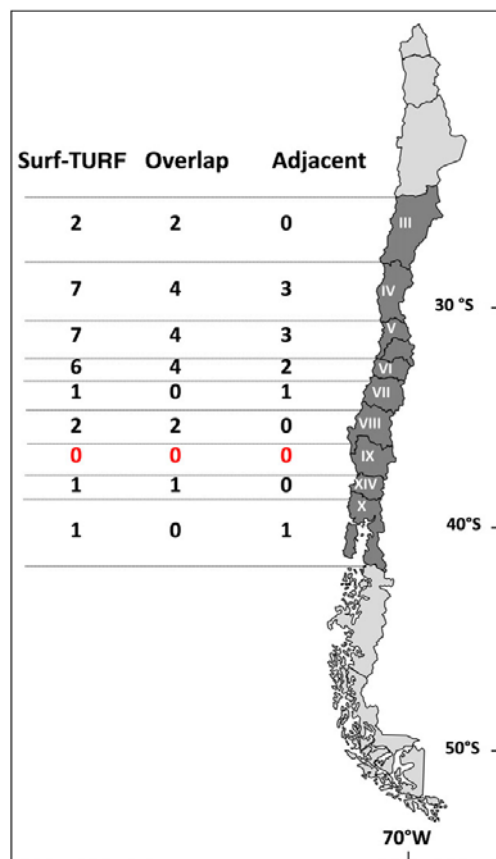 Surf-TURF Overlap Adjacent
2 2 0 III
7 4 3 IV
30 °S
7 4 3 V
6 4 2 VI
1 0 1 VII
2 2 0 VIII
0 0 0 IX
1 1 0 XIV
X
1 0 1 40°S
50°S
70°W